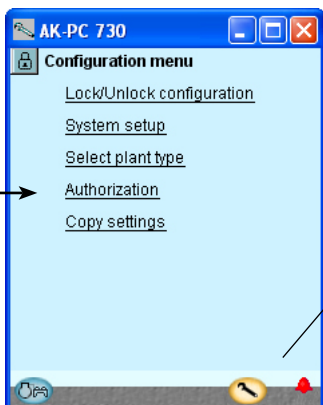 AK-PC 730
Configuration menu
Lock/Unlock configuration
System setup
Select plant type
Authorization
Copy settings